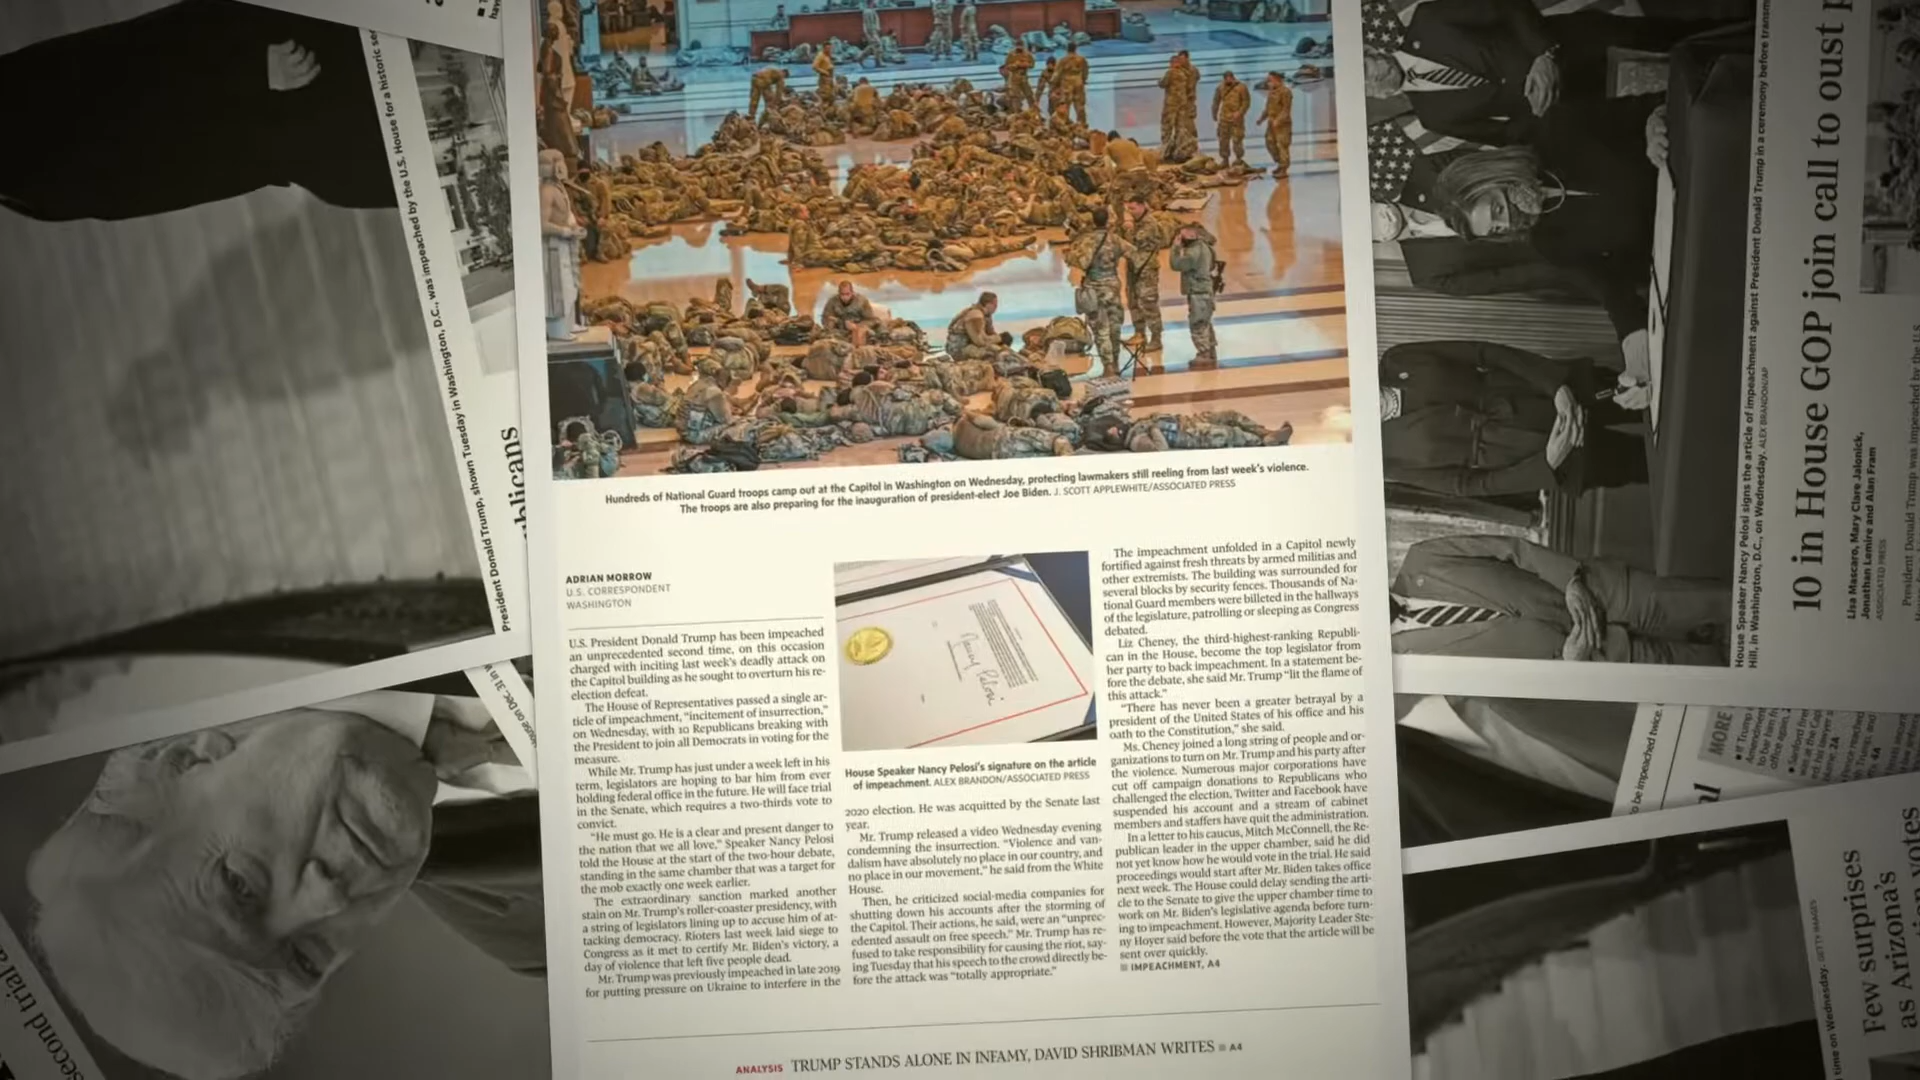 Hundreds of National Guard troops camp out at the Capitol in Washington on Wednesday, protecting lawmakers still reeling from last week's violence.
The troops are also preparing for the inauguration of president-elect Joe Biden. J. SCOTT APPLEWHITE/ASSOCIATED PRESS
ADRIAN MORROW
U.S. CORRESPONDENT
WASHINGTON
U.S. President Donald Trump has been impeached
an unprecedented second time, on this occasion
charged with inciting last week's deadly attack on
the Capitol building as he sought to overturn his re-
election defeat.
The House of Representatives passed a single ar-
ticle of impeachment, "incitement of insurrection,"
on Wednesday, with 10 Republicans breaking with
the President to join all Democrats in voting for the
measure.
While Mr. Trump has just under a week left in his
term, legislators are hoping to bar him from ever
holding federal office in the future. He will face trial
in the Senate, which requires a two-thirds vote to
convict.
"He must go. He is a clear and present danger to
the nation that we all love," Speaker Nancy Pelosi
told the House at the start of the two-hour debate,
standing in the same chamber that was a target for
the mob exactly one week earlier.
The extraordinary sanction marked another
stain on Mr. Trump's roller-coaster presidency, with
a string of legislators lining up to accuse him of at-
tacking democracy. Rioters last week laid siege to
Congress as it met to certify Mr. Biden's victory, a
day of violence that left five people dead.
Mr. Trump was previously impeached in late 2019
for putting pressure on Ukraine to interfere in the
Nancy Pelosi
House Speaker Nancy Pelosi's signature on the article
of impeachment. ALEX BRANDON/ASSOCIATED PRESS
2020 election. He was acquitted by the Senate last
year.
Mr. Trump released a video Wednesday evening
condemning the insurrection. "Violence and van-
dalism have absolutely no place in our country, and
no place in our movement," he said from the White
House.
Then, he criticized social-media companies for
shutting down his accounts after the storming of
the Capitol. Their actions, he said, were an "unprec-
edented assault on free speech." Mr. Trump has re-
fused to take responsibility for causing the riot, say-
ing Tuesday that his speech to the crowd directly be-
fore the attack was "totally appropriate."
The impeachment unfolded in a Capitol newly
fortified against fresh threats by armed militias and
other extremists. The building was surrounded for
several blocks by security fences. Thousands of Na-
tional Guard members were billeted in the hallways
of the legislature, patrolling or sleeping as Congress
debated.
Liz Cheney, the third-highest-ranking Republi-
can in the House, become the top legislator from
her party to back impeachment. In a statement be-
fore the debate, she said Mr. Trump "lit the flame of
this attack."
"There has never been a greater betrayal by a
president of the United States of his office and his
oath to the Constitution," she said.
Ms. Cheney joined a long string of people and or-
ganizations to turn on Mr. Trump and his party after
the violence. Numerous major corporations have
cut off campaign donations to Republicans who
challenged the election, Twitter and Facebook have
suspended his account and a stream of cabinet
members and staffers have quit the administration.
In a letter to his caucus, Mitch McConnell, the Re-
publican leader in the upper chamber, said he did
not yet know how he would vote in the trial. He said
proceedings would start after Mr. Biden takes office
next week. The House could delay sending the arti-
cle to the Senate to give the upper chamber time to
work on Mr. Biden's legislative agenda before turn-
ing to impeachment. However, Majority Leader Ste-
ny Hoyer said before the vote that the article will be
sent over quickly.
IMPEACHMENT, A4
ANALYSIS TRUMP STANDS ALONE IN INFAMY, DAVID SHRIBMAN WRITES A4
President Donald Trump, shown Tuesday in Washington, D.C., was impeached by the U.S. House for a historic
blicans
second trial
House Speaker Nancy Pelosi signs the article of impeachment against President Donald Trump in a ceremony before
Hill, in Washington, D.C., on Wednesday. ALEX BRANDON/AP
10 in House GOP join call to oust
Lisa Mascaro, Mary Clare Jalonick,
Jonathan Lemire and Alan Fram
ASSOCIATED PRESS
President Donald Trump was impeached by the U.S.
to be impeached twice.
MORE
If Trump
time on Wednesday. GETTY IMAGES
Few surprises
as Arizona's
votes